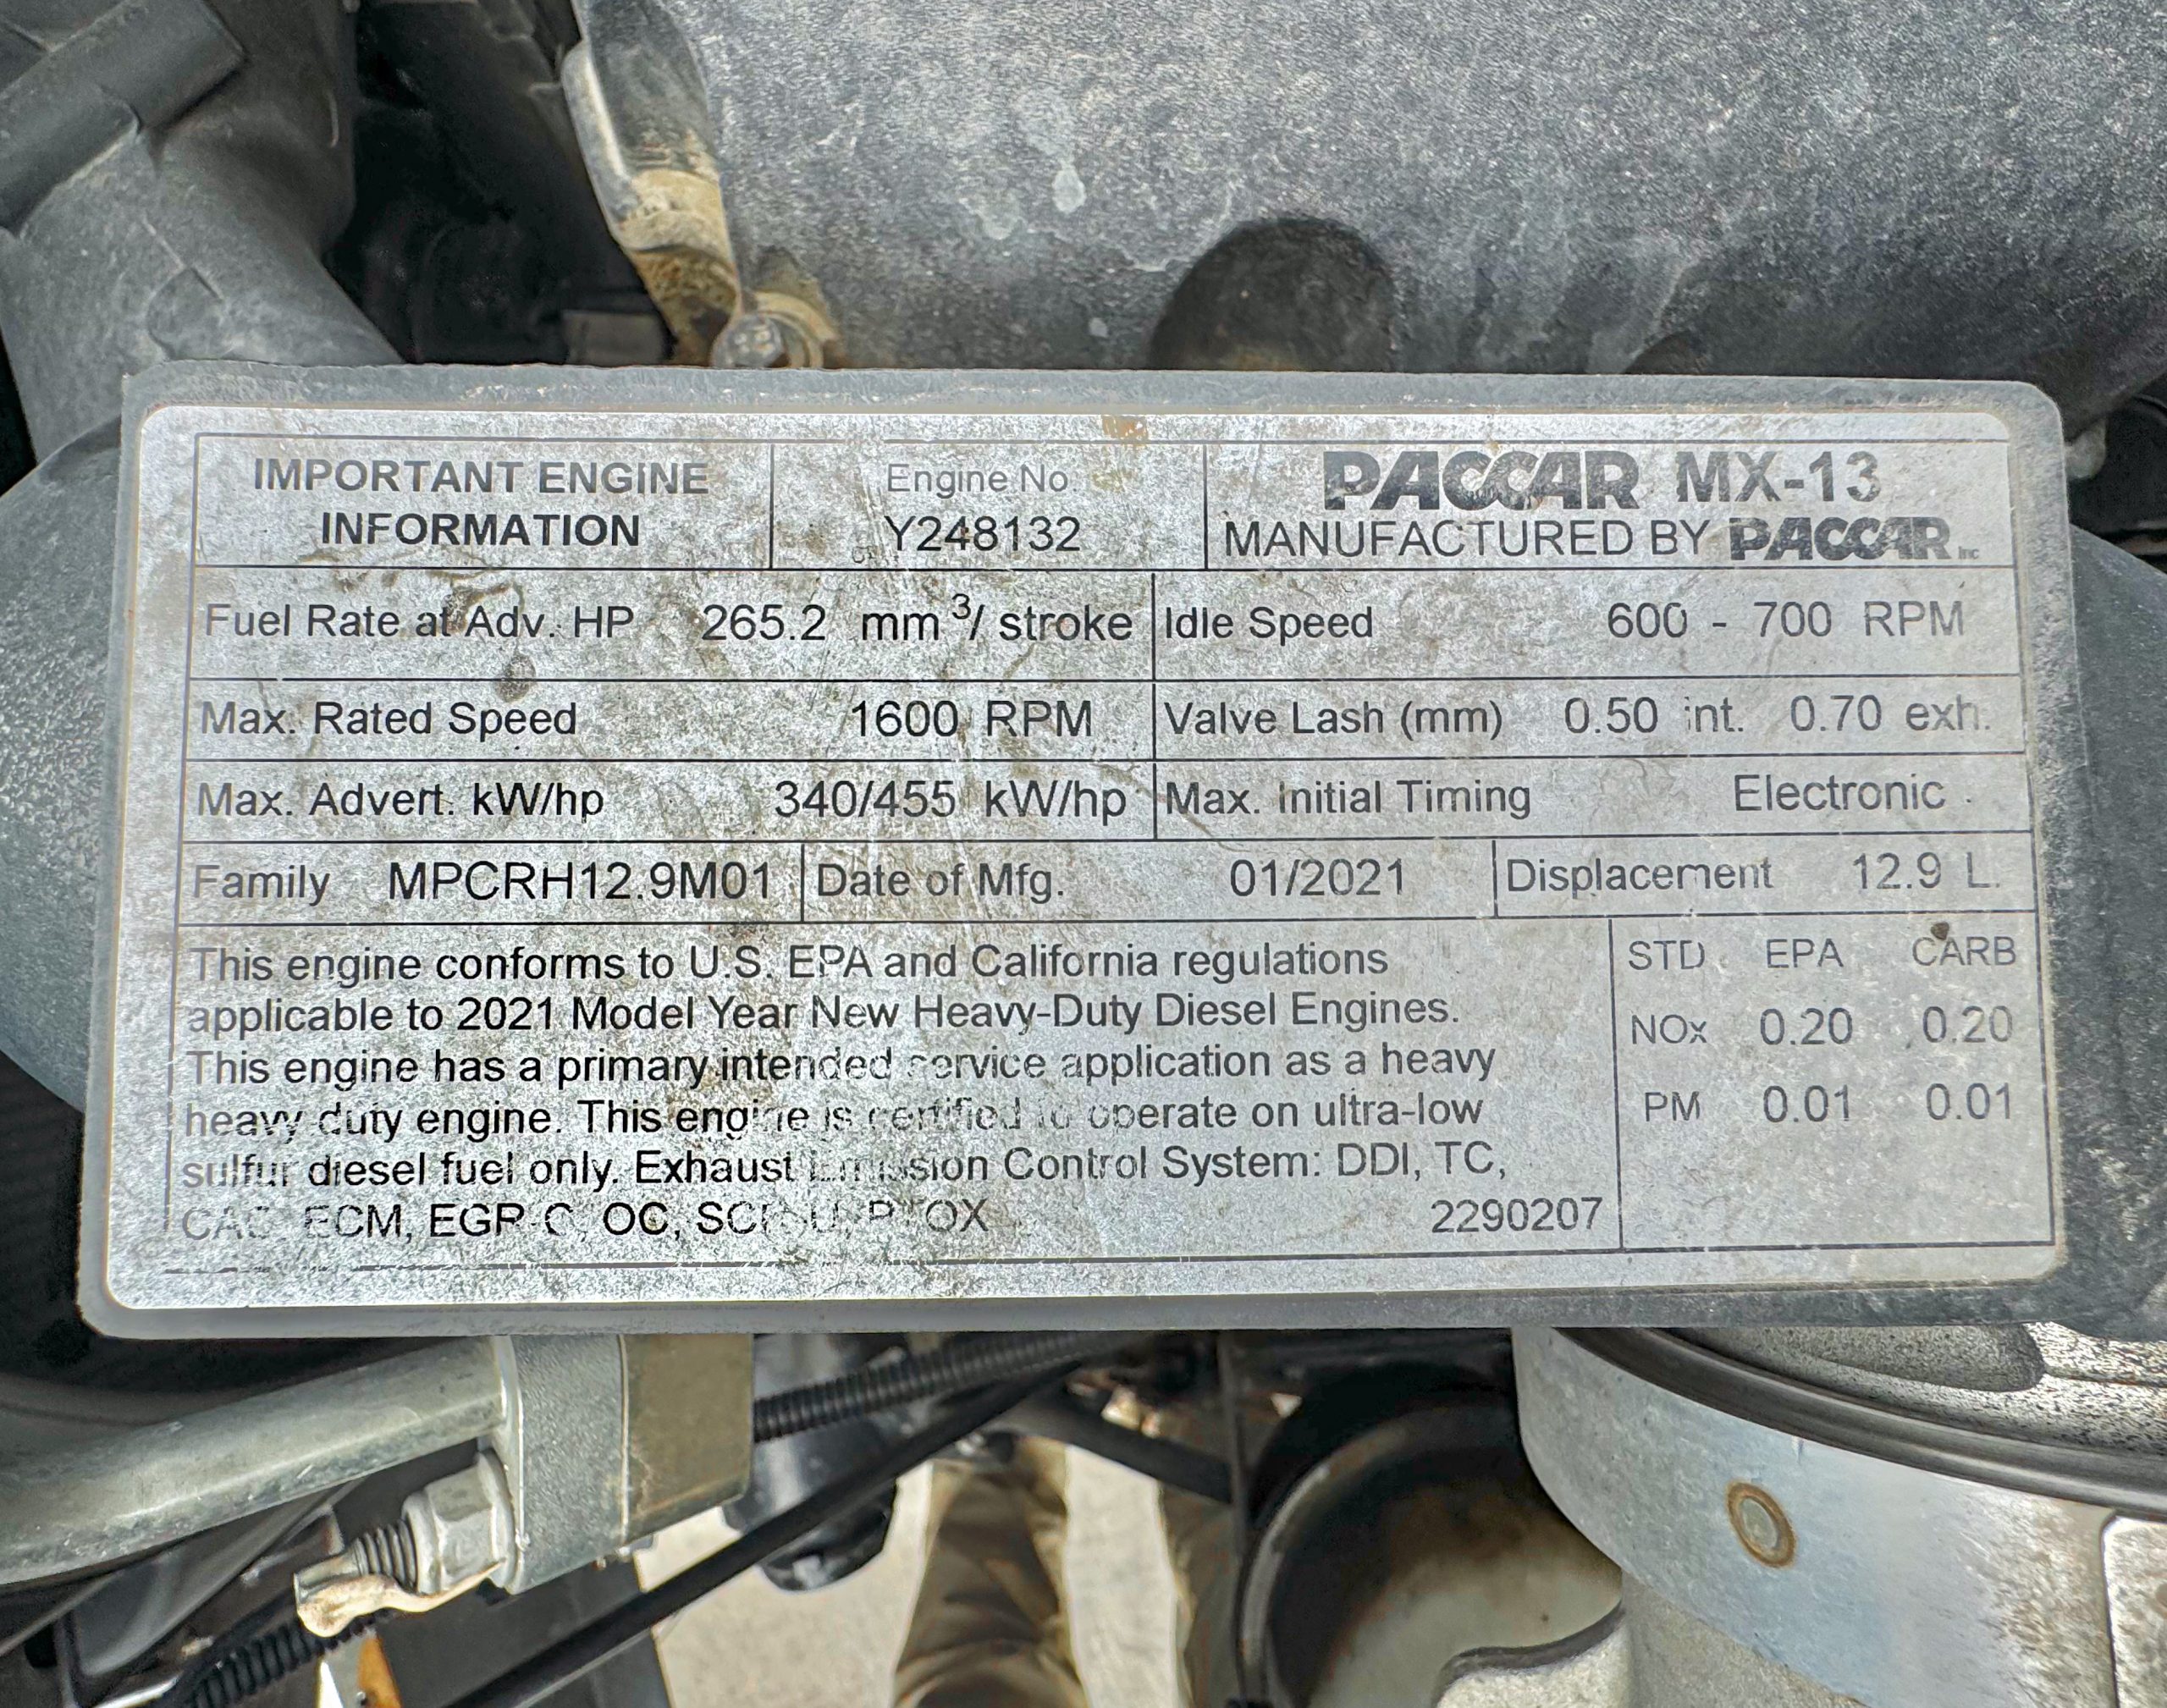 IMPORTANT ENGINE
INFORMATION
Engine No.
Y248132
PACCAR MX-13
MANUFACTURED BY PACCAR Inc
Fuel Rate at Adv. HP 265.2 mm³/ stroke
Idle Speed 600 - 700 RPM
Max. Rated Speed 1600 RPM
Valve Lash (mm) 0.50 int. 0.70 exh.
Max. Advert. kW/hp 340/455 kW/hp
Max. Initial Timing Electronic
Family MPCRH12.9M01
Date of Mfg. 01/2021
Displacement 12.9 L.
This engine conforms to U.S. EPA and California regulations
applicable to 2021 Model Year New Heavy-Duty Diesel Engines.
This engine has a primary intended service application as a heavy
heavy duty engine. This engine is certified to operate on ultra-low
sulfur diesel fuel only. Exhaust Emission Control System: DDI, TC,
ECM, OC,
2290207
STD EPA CARB
NOx 0.20 0.20
PM 0.01 0.01